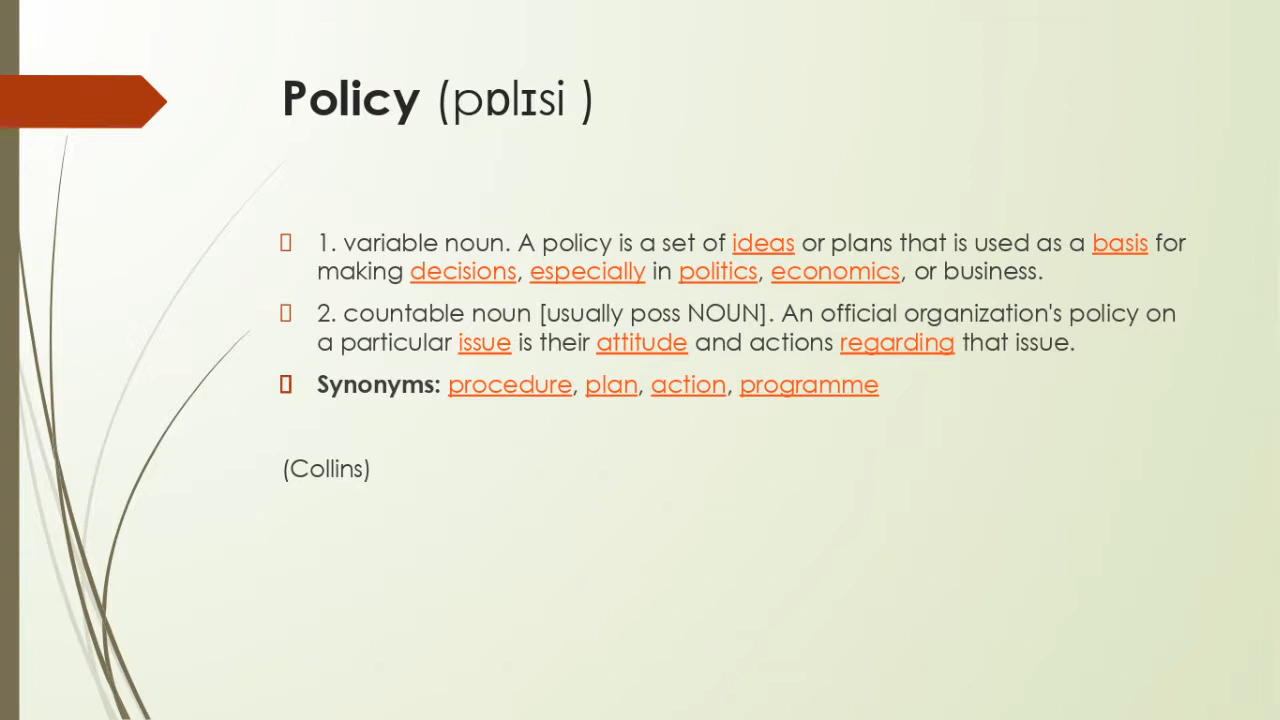 Policy (pɒlɪsi )
1. variable noun. A policy is a set of ideas or plans that is used as a basis for
making decisions, especially in politics, economics, or business.
2. countable noun [usually poss NOUN]. An official organization's policy on
a particular issue is their attitude and actions regarding that issue.
Synonyms: procedure, plan, action, programme
(Collins)